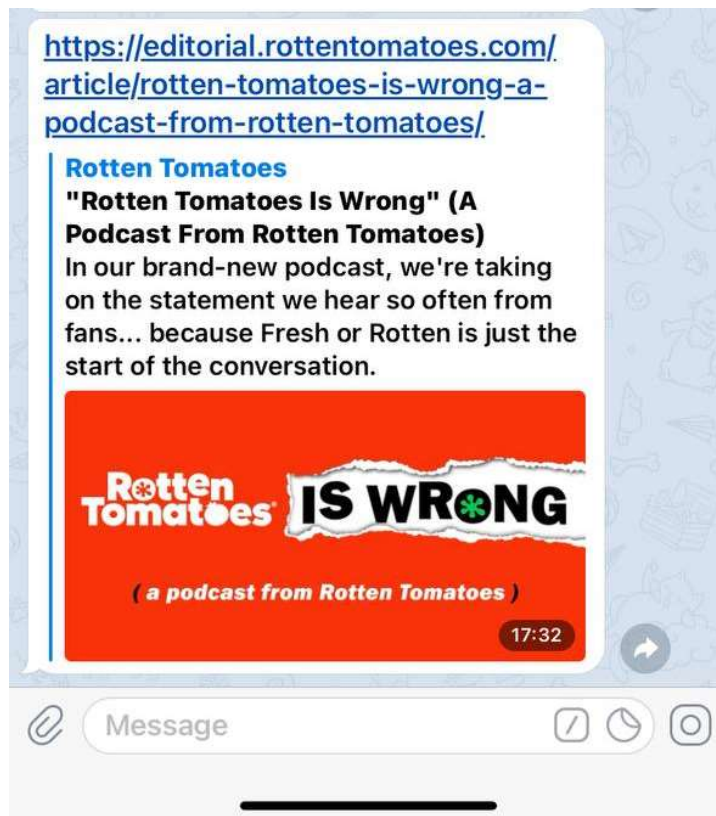 https://editorial.rottentomatoes.com/
article/rotten-tomatoes-is-wrong-a-
podcast-from-rotten-tomatoes/
Rotten Tomatoes
"Rotten Tomatoes Is Wrong" (A
Podcast From Rotten Tomatoes)
In our brand-new podcast, we're taking
on the statement we hear so often from
fans... because Fresh or Rotten is just the
start of the conversation.
Rotten
Tomatoes
IS WRONG
( a podcast from Rotten Tomatoes )
17:32
Message